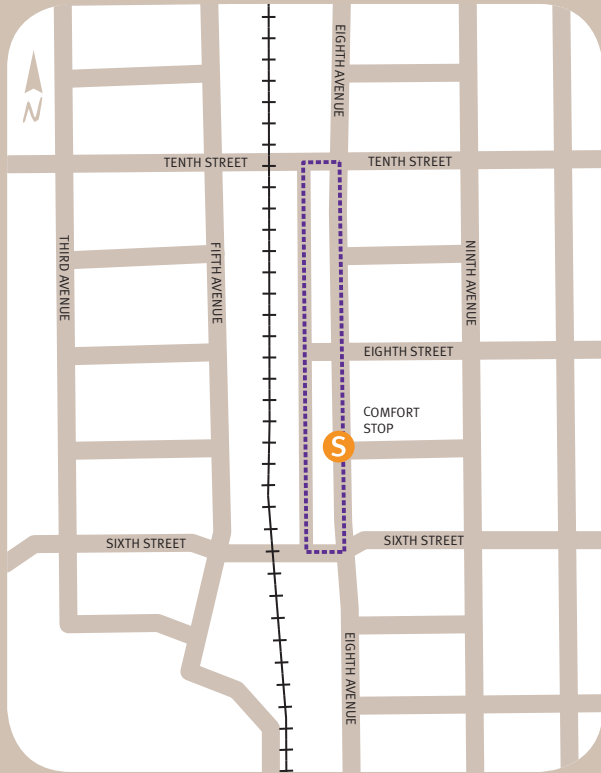 EIGHTH AVENUE
N
TENTH STREET
TENTH STREET
THIRD AVENUE
FIFTH AVENUE
NINTH AVENUE
EIGHTH STREET
COMFORT
STOP
S
SIXTH STREET
SIXTH STREET
EIGHTH AVENUE